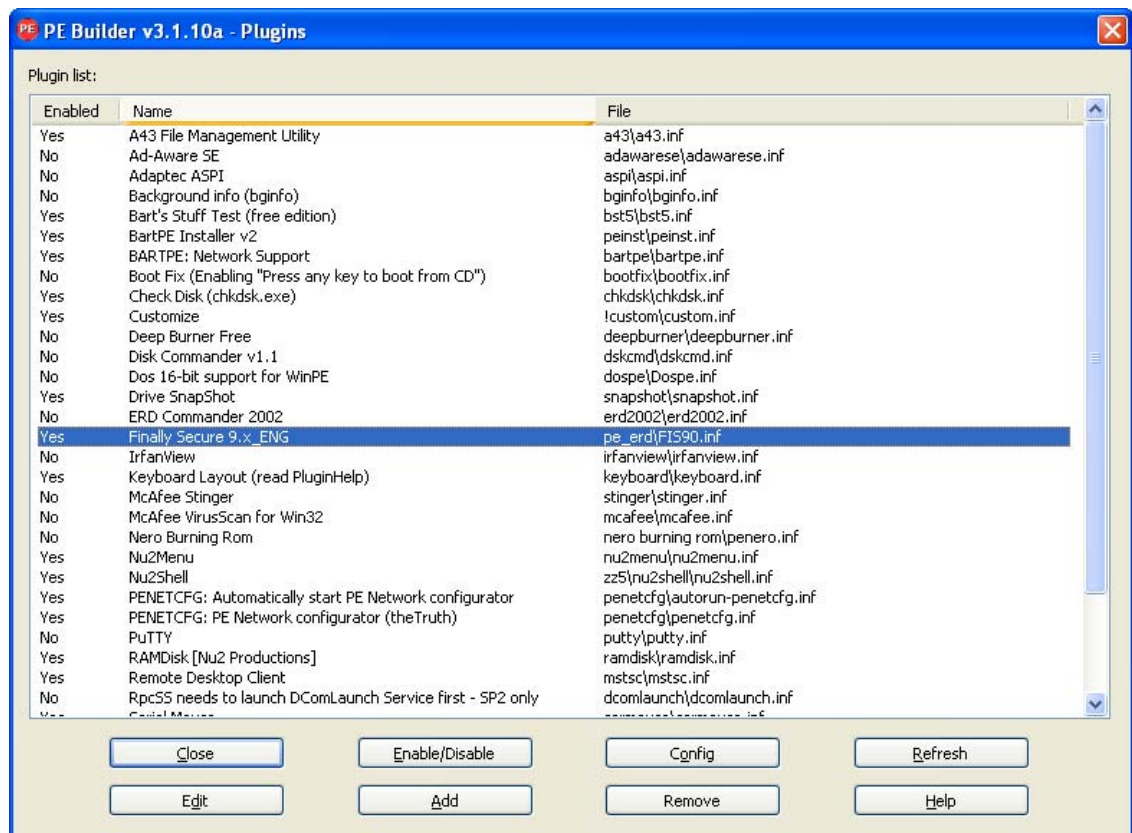 PE Builder v3.1.10a - Plugins
Plugin list:
Enabled Name File
Yes A43 File Management Utility a43\a43.inf
No Ad-Aware SE adawarese\adawarese.inf
No Adaptec ASPI aspi\aspi.inf
No Background info (bginfo) bginfo\bginfo.inf
Yes Bart's Stuff Test (free edition) bst5\bst5.inf
Yes BartPE Installer v2 peinst\peinst.inf
Yes BARTPE: Network Support bartpe\bartpe.inf
No Boot Fix (Enabling "Press any key to boot from CD") bootfix\bootfix.inf
Yes Check Disk (chkdsk.exe) chkdsk\chkdsk.inf
Yes Customize !custom\custom.inf
No Deep Burner Free deepburner\deepburner.inf
No Disk Commander v1.1 dskcmd\dskcmd.inf
No Dos 16-bit support for WinPE dospe\Dospe.inf
Yes Drive SnapShot snapshot\snapshot.inf
No ERD Commander 2002 erd2002\erd2002.inf
Yes Finally Secure 9.x_ENG pe_erd\FIS90.inf
No IrfanView irfanview\irfanview.inf
Yes Keyboard Layout (read PluginHelp) keyboard\keyboard.inf
No McAfee Stinger stinger\stinger.inf
No McAfee VirusScan for Win32 mcafee\mcafee.inf
No Nero Burning Rom nero burning rom\penero.inf
Yes Nu2Menu nu2menu\nu2menu.inf
Yes Nu2Shell zz5\nu2shell\nu2shell.inf
Yes PENETCFG: Automatically start PE Network configurator penetcfg\autorun-penetcfg.inf
Yes PENETCFG: PE Network configurator (theTruth) penetcfg\penetcfg.inf
No PuTTY putty\putty.inf
Yes RAMDisk [Nu2 Productions] ramdisk\ramdisk.inf
Yes Remote Desktop Client mstsc\mstsc.inf
No RpcSS needs to launch DComLaunch Service first - SP2 only dcomlaunch\dcomlaunch.inf
Close Enable/Disable Config Refresh
Edit Add Remove Help